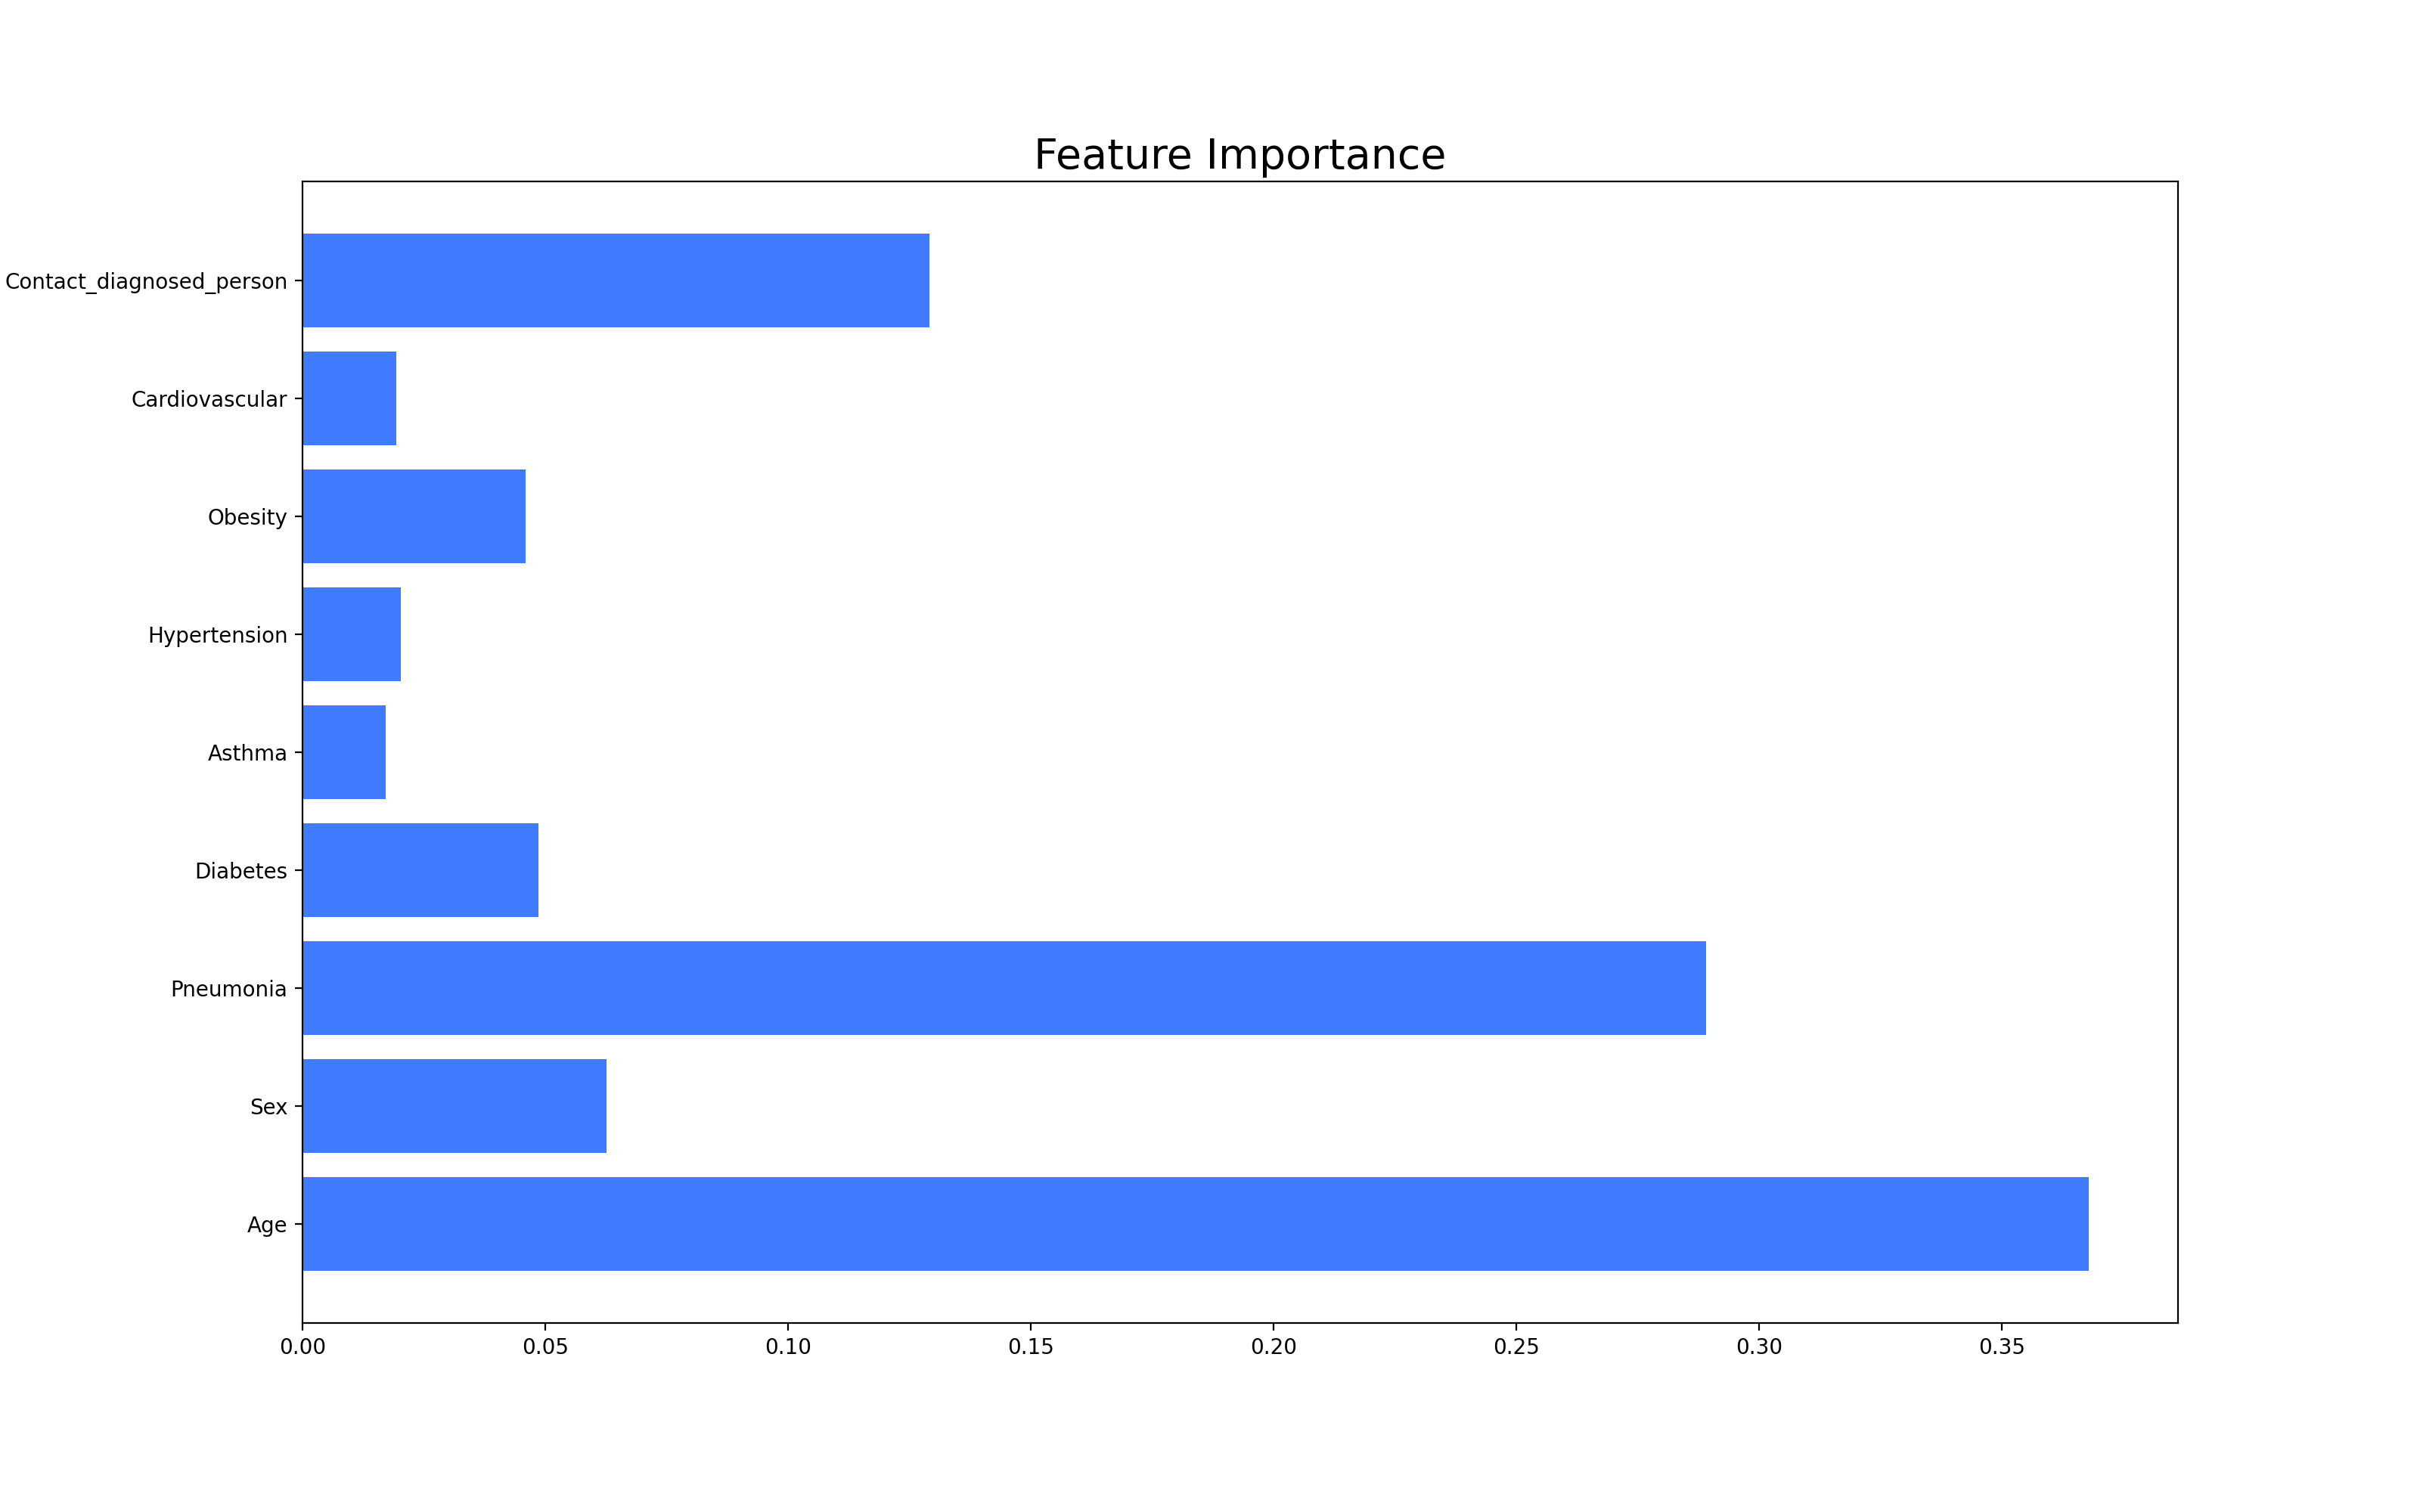 Feature Importance
Contact_diagnosed_person
Cardiovascular
Obesity
Hypertension
Asthma
Diabetes
Pneumonia
Sex
Age
0.00 0.05 0.10 0.15 0.20 0.25 0.30 0.35